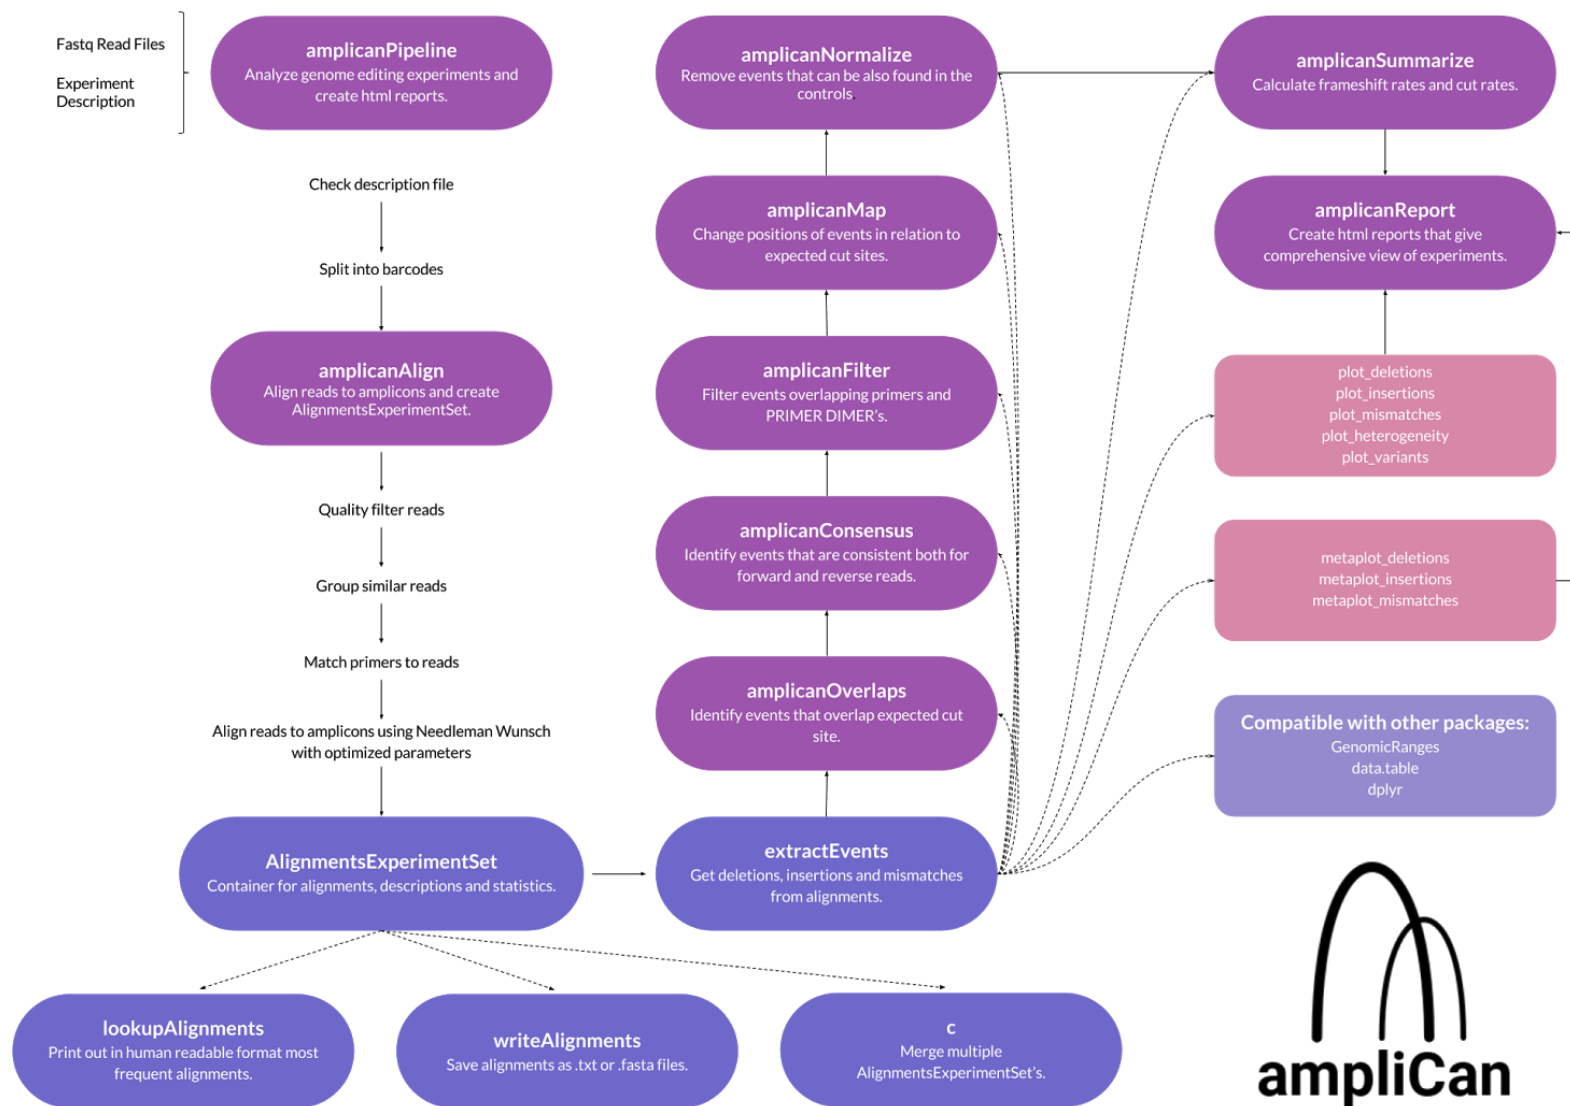 Fastq Read Files
Experiment
Description
amplicanPipeline
Analyze genome editing experiments and
create html reports.
Check description file
Split into barcodes
amplicanAlign
Align reads to amplicons and create
AlignmentsExperimentSet.
Quality filter reads
Group similar reads
Match primers to reads
Align reads to amplicons using Needleman Wunsch
with optimized parameters
AlignmentsExperimentSet
Container for alignments, descriptions and statistics.
lookupAlignments
Print out in human readable format most
frequent alignments.
writeAlignments
Save alignments as .txt or .fasta files.
c
Merge multiple
AlignmentsExperimentSet's.
amplicanNormalize
Remove events that can be also found in the
controls.
amplicanMap
Change positions of events in relation to
expected cut sites.
amplicanFilter
Filter events overlapping primers and
PRIMER DIMER's.
amplicanConsensus
Identify events that are consistent both for
forward and reverse reads.
amplicanOverlaps
Identify events that overlap expected cut
site.
extractEvents
Get deletions, insertions and mismatches
from alignments.
amplicanSummarize
Calculate frameshift rates and cut rates.
amplicanReport
Create html reports that give
comprehensive view of experiments.
plot_deletions
plot_insertions
plot_mismatches
plot_heterogeneity
plot_variants
metaplot_deletions
metaplot_insertions
metaplot_mismatches
Compatible with other packages:
GenomicRanges
data.table
dplyr
ampliCan